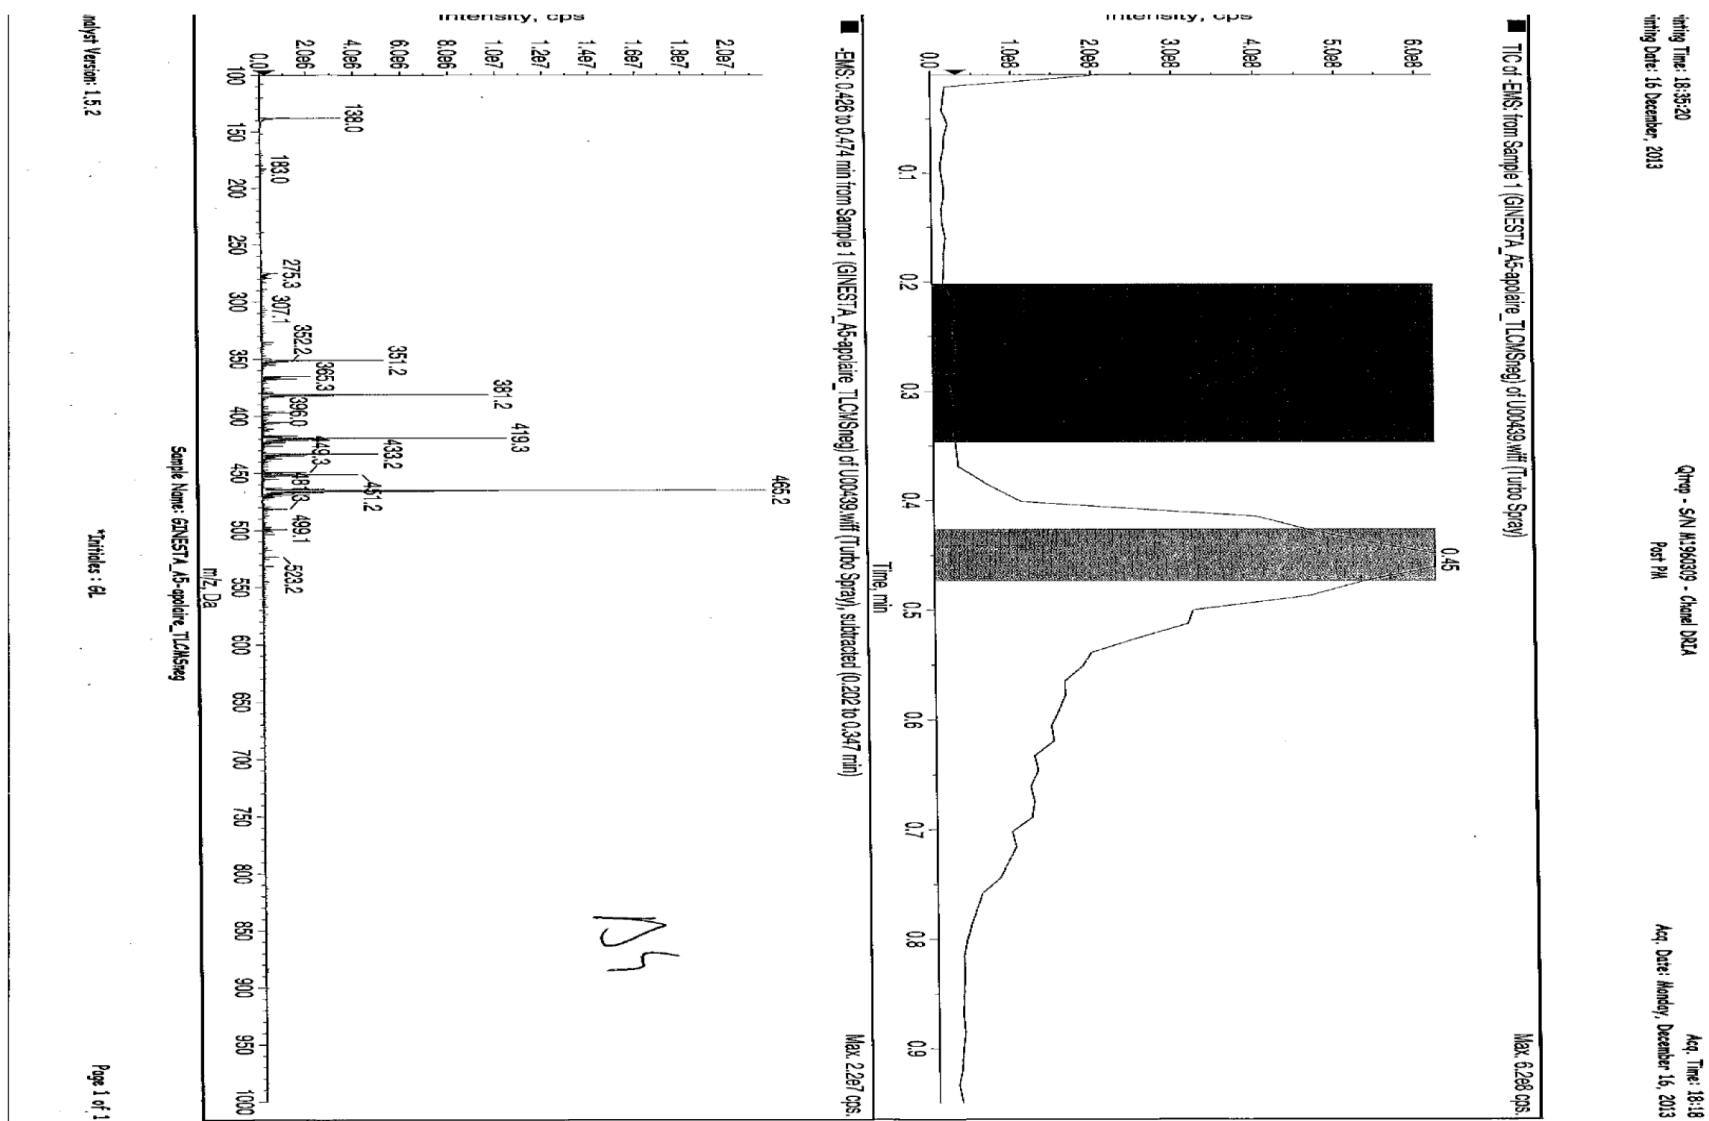 inting Time: 18:35:20
inting Date: 16 December, 2013
Qtrap - S/N M1960309 - Chanel DRIA
Post PM
Acq. Time: 18:18
Acq. Date: Monday, December 16, 2013
TIC of -EMS: from Sample 1 (GINESTA_A5-apolaire_TLCMSneg) of U00439.wiff (Turbo Spray)
Max. 6.2e8 cps.
Intensity, cps
6.0e8
5.0e8
4.0e8
3.0e8
2.0e8
1.0e8
0.0
0.45
0.1 0.2 0.3 0.4 0.5 0.6 0.7 0.8 0.9
Time, min
-EMS: 0.426 to 0.474 min from Sample 1 (GINESTA_A5-apolaire_TLCMSneg) of U00439.wiff (Turbo Spray), subtracted (0.202 to 0.347 min)
Max. 2.2e7 cps.
Intensity, cps
2.0e7
1.8e7
1.6e7
1.4e7
1.2e7
1.0e7
8.0e6
6.0e6
4.0e6
2.0e6
0.0
138.0
183.0
275.3
307.1
352.2
351.2
365.3
381.2
396.0
419.3
433.2
449.3
451.2
465.2
481.3
499.1
523.2
100 150 200 250 300 350 400 450 500 550 600 650 700 750 800 850 900 950 1000
m/z, Da
Sample Name: GINESTA_A5-apolaire_TLCMSneg
nalyst Version: 1.5.2
*Initiales : GL
Page 1 of 1